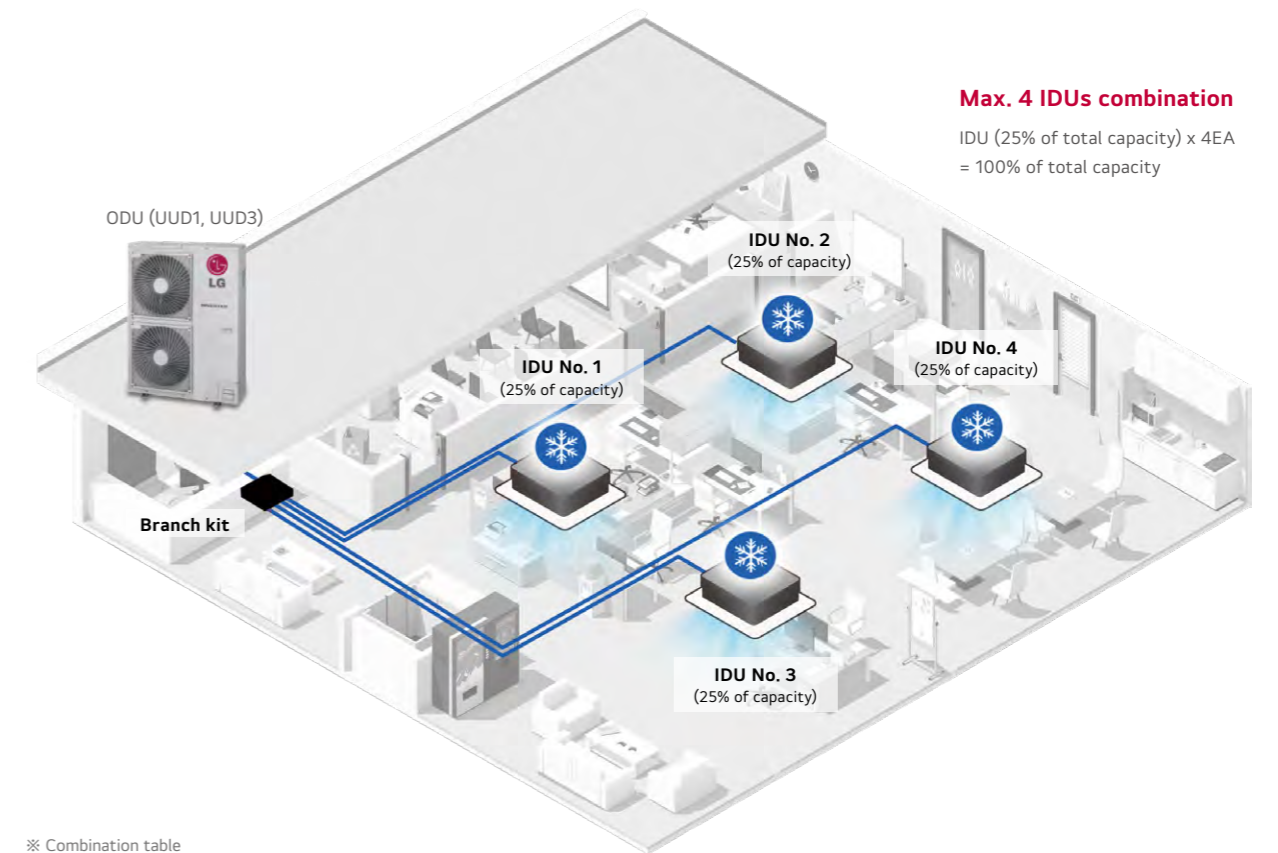 Max. 4 IDUs combination
IDU (25% of total capacity) x 4EA
= 100% of total capacity
ODU (UUD1, UUD3)
LG
IDU No. 2
(25% of capacity)
IDU No. 4
(25% of capacity)
IDU No. 1
(25% of capacity)
Branch kit
IDU No. 3
(25% of capacity)
※ Combination table